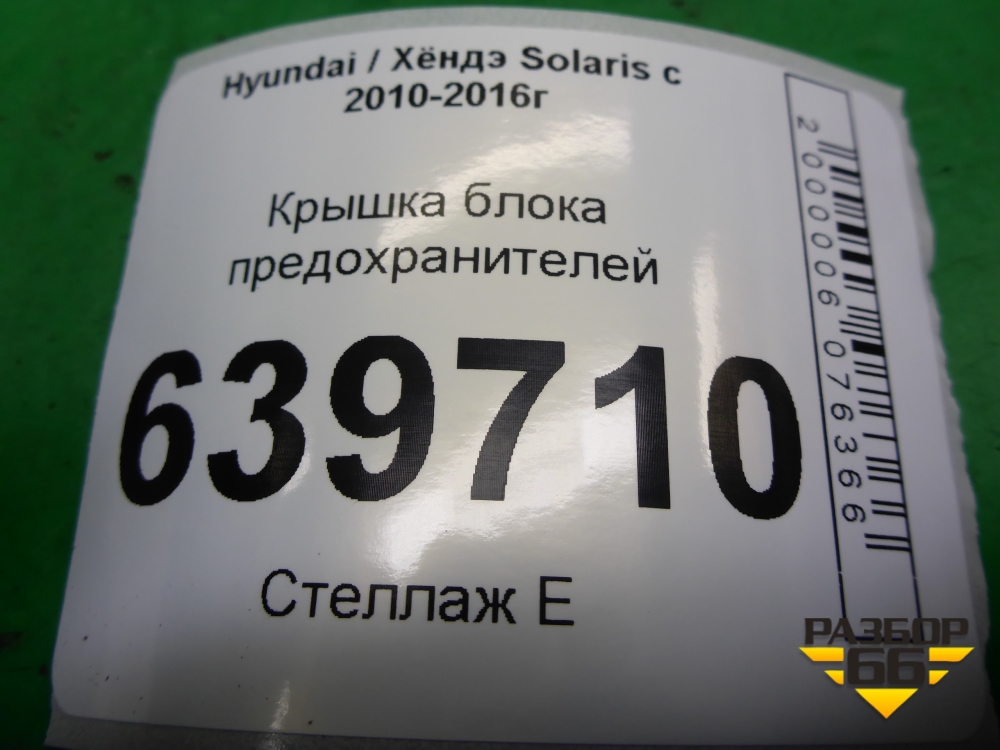 Hyundai / Хёндэ Solaris с
2010-2016г
Крышка блока
предохранителей
639710
Стеллаж Е
2000006076366
РАЗБОР
66